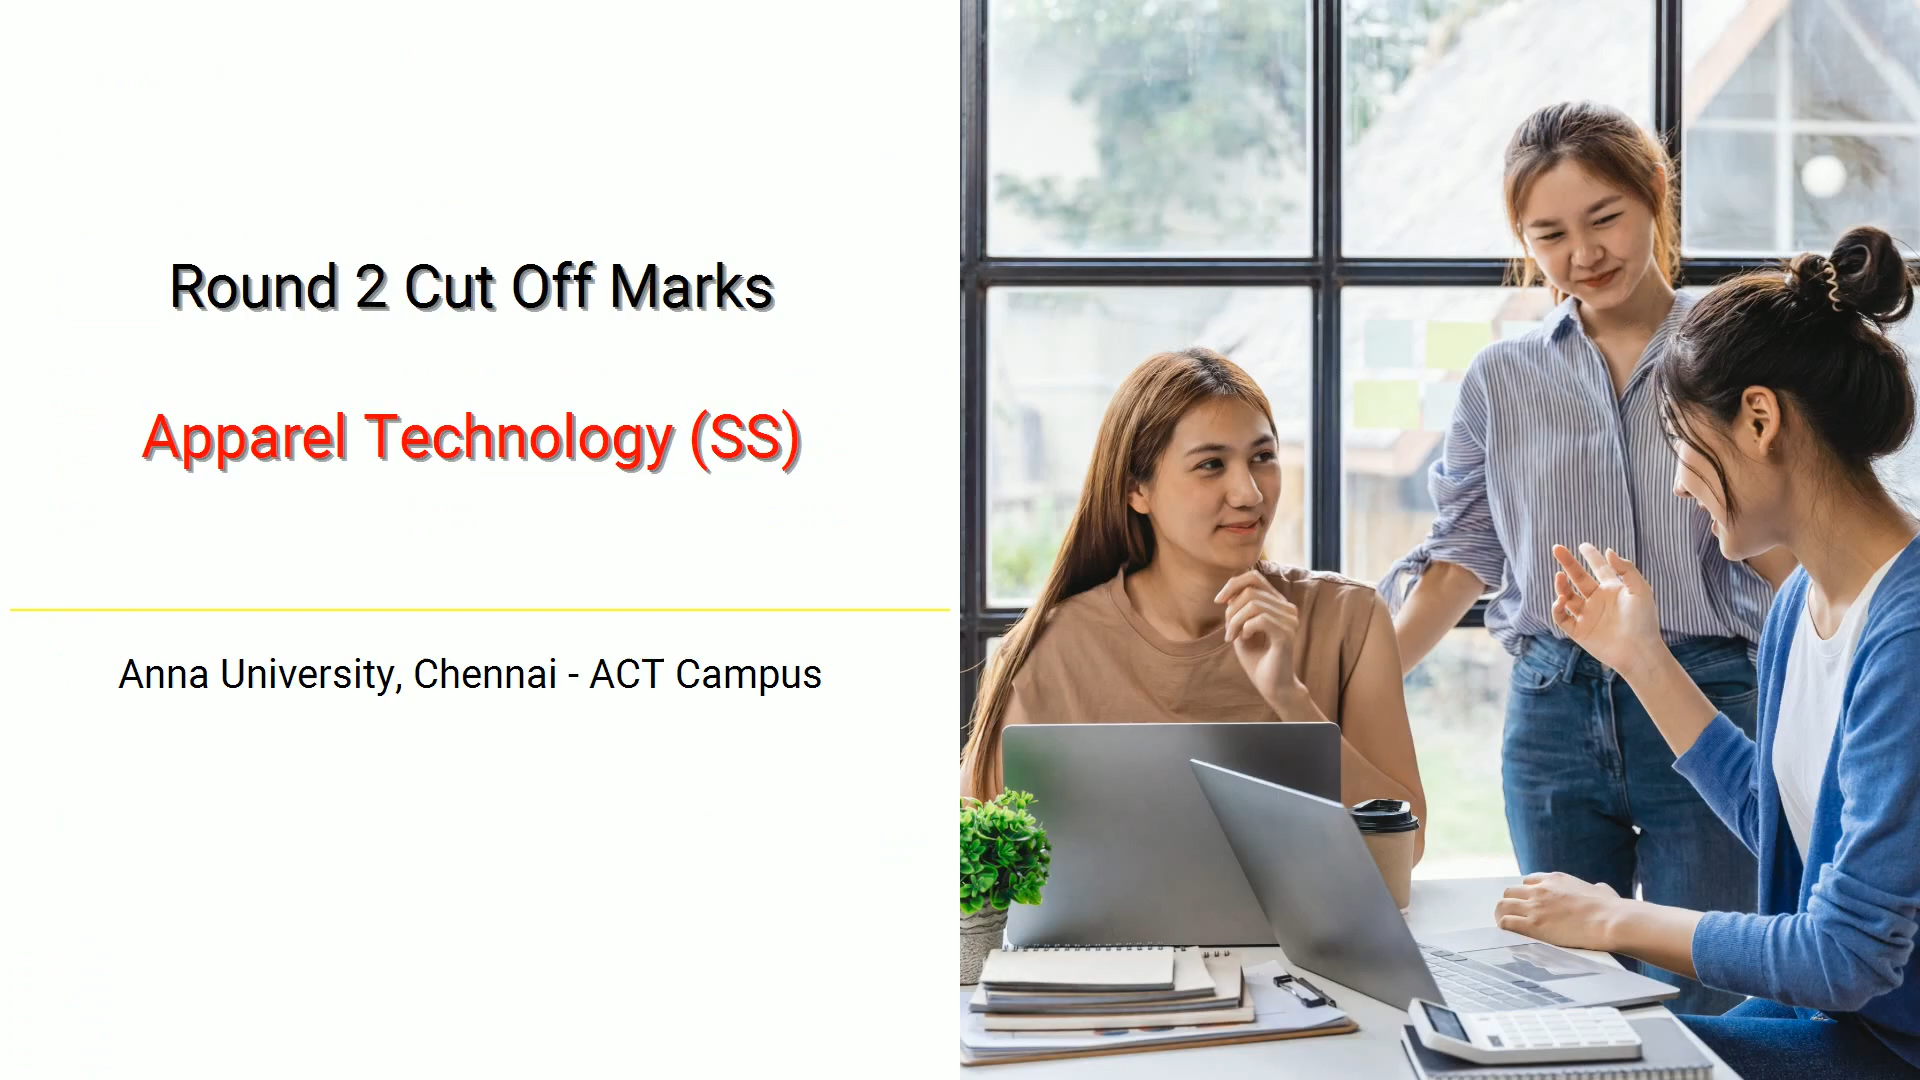 Round 2 Cut Off Marks
Apparel Technology (SS)
Anna University, Chennai - ACT Campus